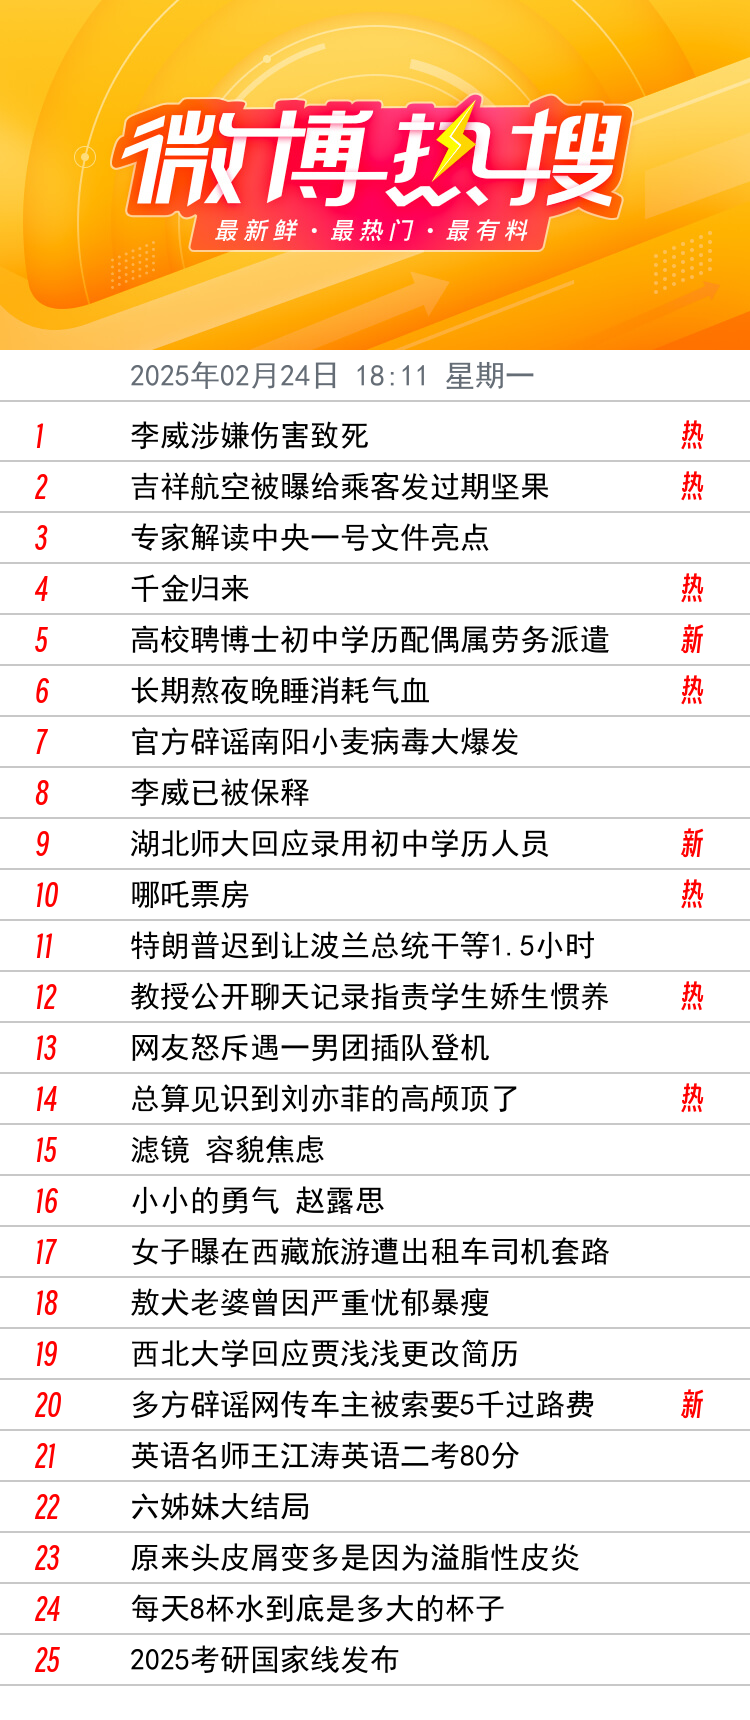 微博热搜
最新鲜·最热门·最有料
2025年02月24日 18:11 星期一
1 李威涉嫌伤害致死 热
2 吉祥航空被曝给乘客发过期坚果 热
3 专家解读中央一号文件亮点
4 千金归来 热
5 高校聘博士初中学历配偶属劳务派遣 新
6 长期熬夜晚睡消耗气血 热
7 官方辟谣南阳小麦病毒大爆发
8 李威已被保释
9 湖北师大回应录用初中学历人员 新
10 哪吒票房 热
11 特朗普迟到让波兰总统干等1.5小时
12 教授公开聊天记录指责学生娇生惯养 热
13 网友怒斥遇一男团插队登机
14 总算见识到刘亦菲的高颅顶了 热
15 滤镜 容貌焦虑
16 小小的勇气 赵露思
17 女子曝在西藏旅游遭出租车司机套路
18 敖犬老婆曾因严重忧郁暴瘦
19 西北大学回应贾浅浅更改简历
20 多方辟谣网传车主被索要5千过路费 新
21 英语名师王江涛英语二考80分
22 六姊妹大结局
23 原来头皮屑变多是因为溢脂性皮炎
24 每天8杯水到底是多大的杯子
25 2025考研国家线发布